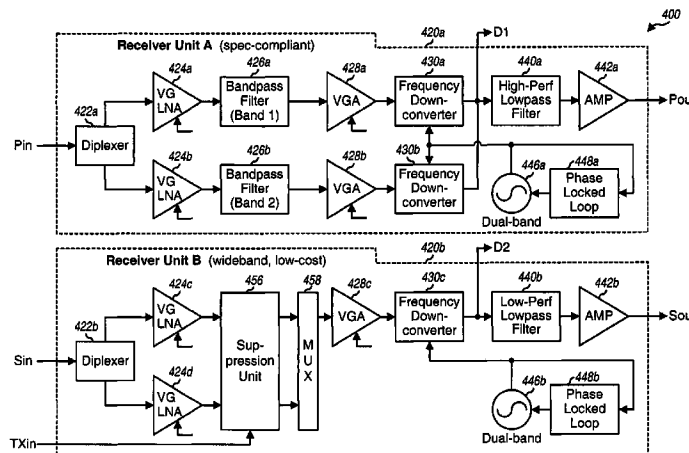 400
Receiver Unit A (spec-compliant)
420a
D1
424a
VG
LNA
426a
Bandpass
Filter
(Band 1)
428a
VGA
430a
Frequency
Down-
converter
440a
High-Perf
Lowpass
Filter
442a
AMP
Pou
422a
Pin
Diplexer
424b
VG
LNA
426b
Bandpass
Filter
(Band 2)
428b
VGA
430b
Frequency
Down-
converter
446a
Dual-band
448a
Phase
Locked
Loop
Receiver Unit B (wideband, low-cost)
420b
D2
424c
VG
LNA
456
Sup-
pression
Unit
458
M
U
X
428c
VGA
430c
Frequency
Down-
converter
440b
Low-Perf
Lowpass
Filter
442b
AMP
Sou
422b
Sin
Diplexer
424d
VG
LNA
446b
Dual-band
448b
Phase
Locked
Loop
TXin